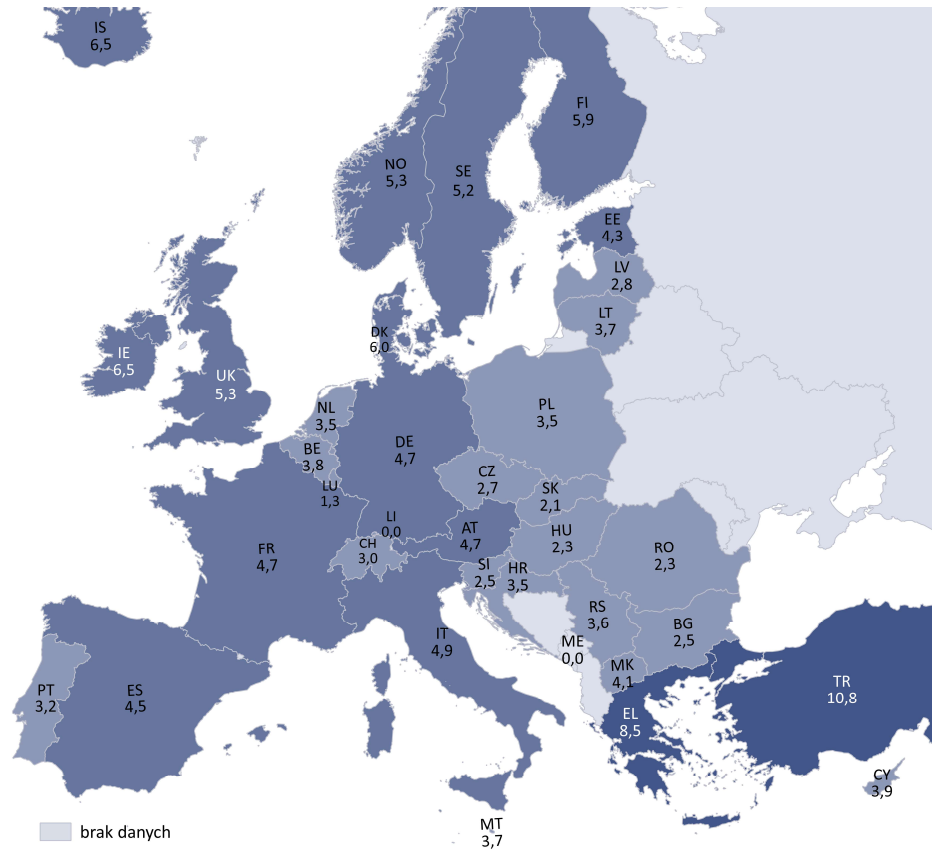 IS
6,5
FI
5,9
NO
5,3
SE
5,2
EE
4,3
LV
2,8
LT
3,7
DK
6,0
IE
6,5
UK
5,3
NL
3,5
PL
3,5
DE
4,7
BE
3,8
CZ
2,7
LU
1,3
SK
2,1
LI
0,0
AT
4,7
HU
2,3
FR
4,7
CH
3,0
RO
2,3
SI
2,5
HR
3,5
RS
3,6
BG
2,5
IT
4,9
ME
0,0
MK
4,1
TR
10,8
PT
3,2
ES
4,5
EL
8,5
CY
3,9
MT
3,7
brak danych